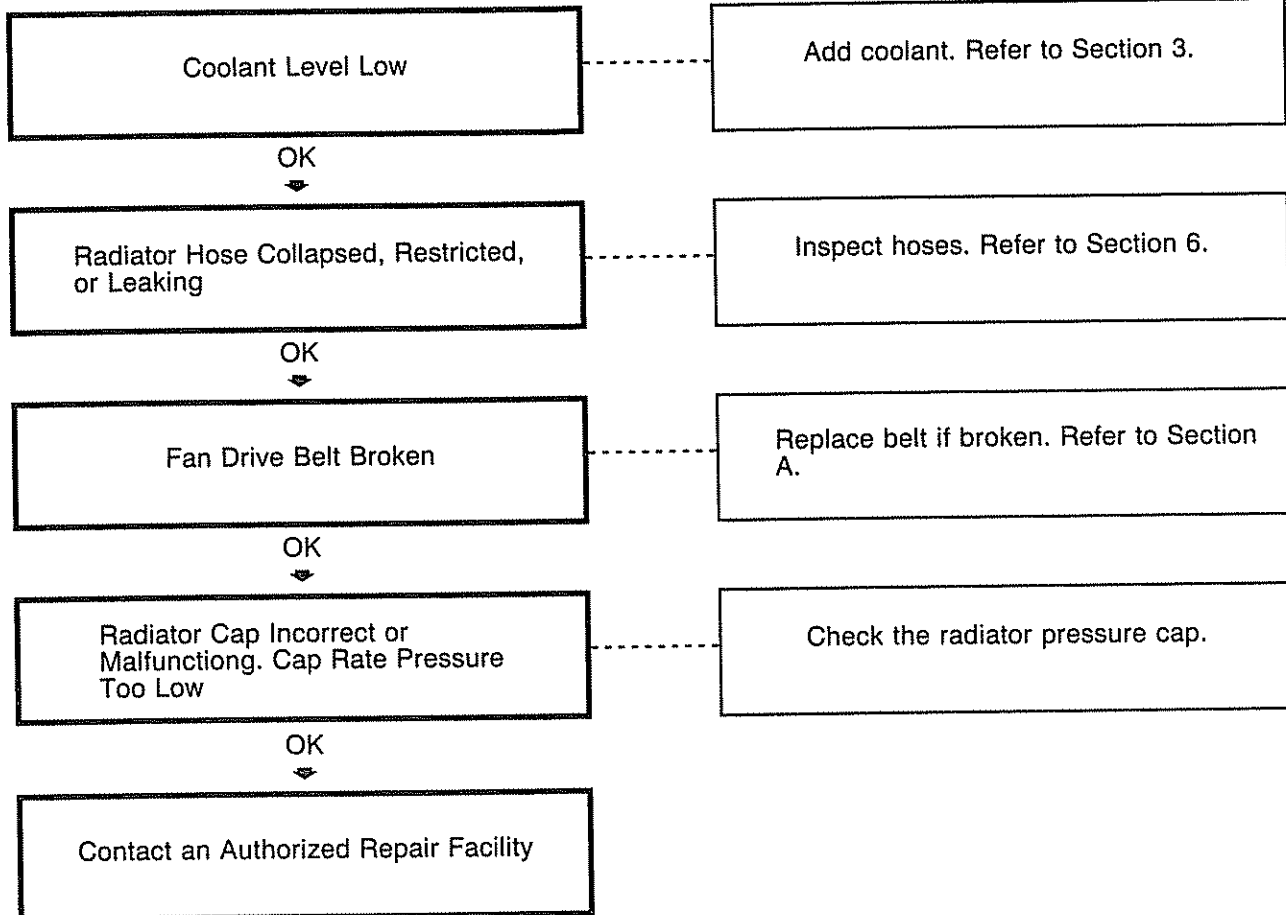 Coolant Level Low
Add coolant. Refer to Section 3.
OK
Radiator Hose Collapsed, Restricted,
or Leaking
Inspect hoses. Refer to Section 6.
OK
Fan Drive Belt Broken
Replace belt if broken. Refer to Section
A.
OK
Radiator Cap Incorrect or
Malfunctiong. Cap Rate Pressure
Too Low
Check the radiator pressure cap.
OK
Contact an Authorized Repair Facility